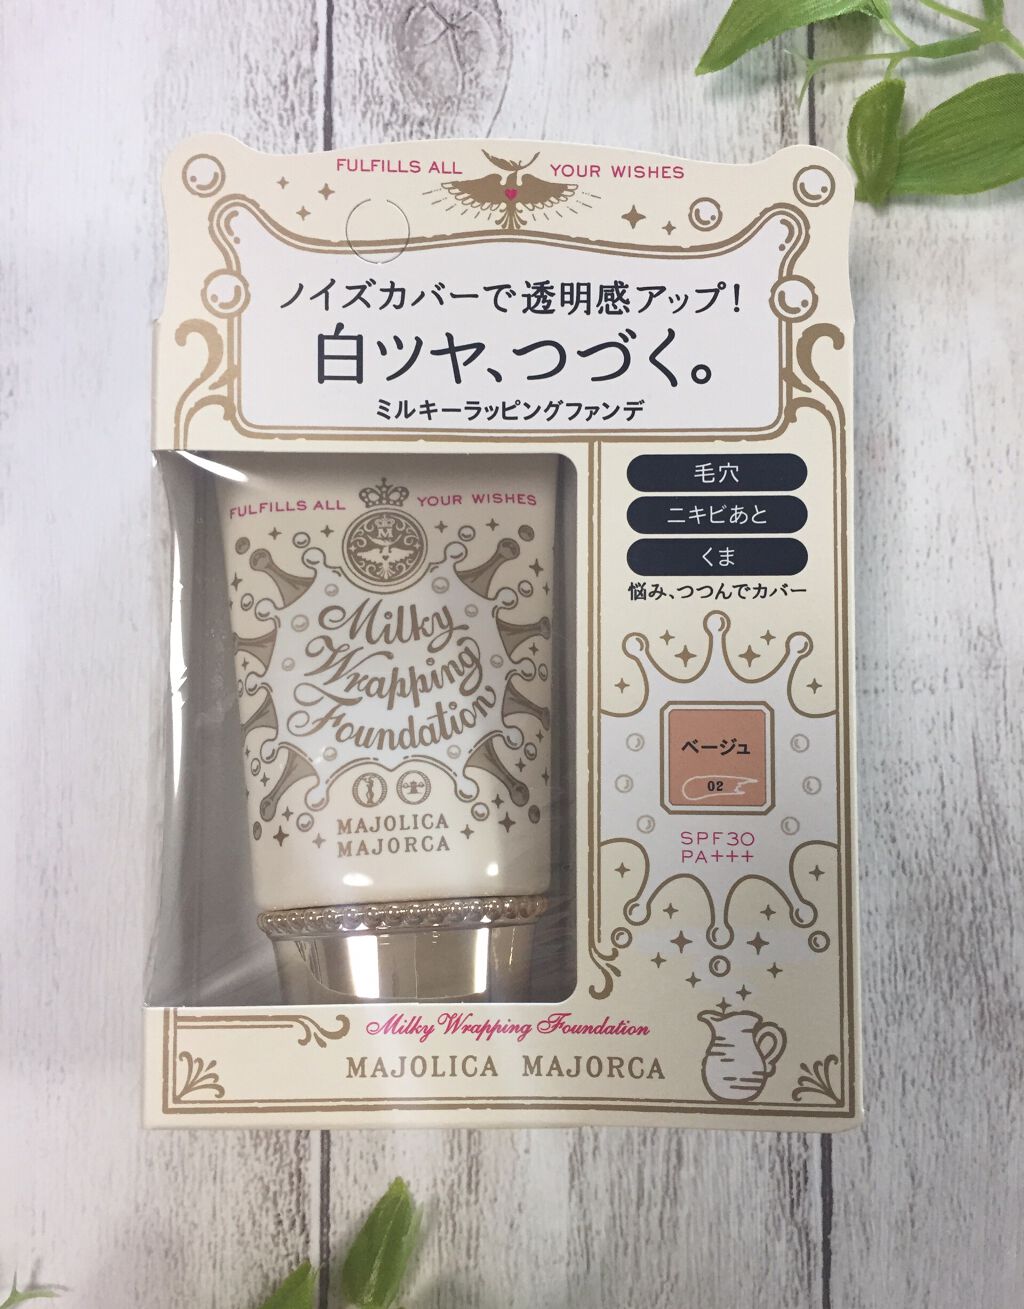 FULFILLS ALL YOUR WISHES
ノイズカバーで透明感アップ！
白ツヤ、つづく。
ミルキーラッピングファンデ
毛穴
ニキビあと
くま
悩み、つつんでカバー
ベージュ
02
SPF30
PA+++
FULFILLS ALL YOUR WISHES
M
Milky
Wrapping
Foundation
MAJOLICA
MAJORCA
Milky Wrapping Foundation
MAJOLICA MAJORCA